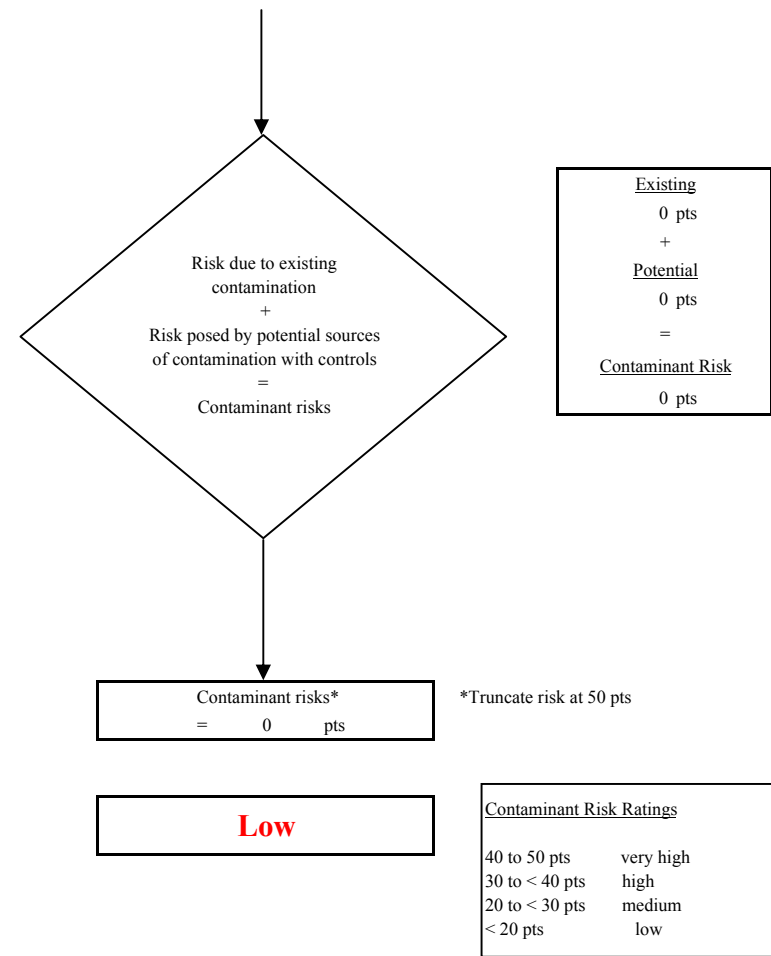 Risk due to existing
contamination
+
Risk posed by potential sources
of contamination with controls
=
Contaminant risks
Existing
0 pts
+
Potential
0 pts
=
Contaminant Risk
0 pts
Contaminant risks*
= 0 pts
*Truncate risk at 50 pts
Low
Contaminant Risk Ratings
40 to 50 pts very high
30 to < 40 pts high
20 to < 30 pts medium
< 20 pts low